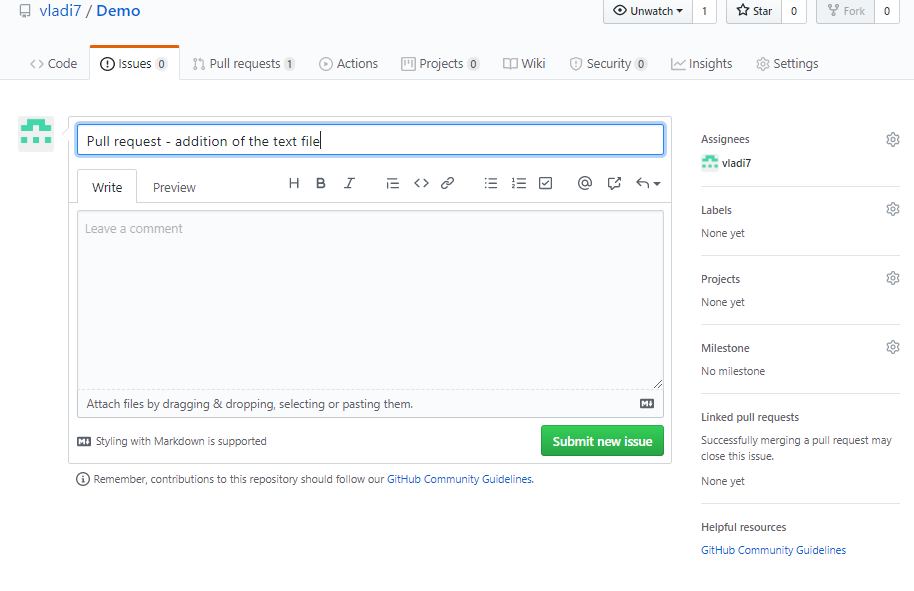 vladi7 / Demo
Unwatch 1 Star 0 Fork 0
Code Issues 0 Pull requests 1 Actions Projects 0 Wiki Security 0 Insights Settings
Pull request - addition of the text file
Write Preview
H B I
Leave a comment
Attach files by dragging & dropping, selecting or pasting them.
Styling with Markdown is supported
Submit new issue
Remember, contributions to this repository should follow our GitHub Community Guidelines.
Assignees
vladi7
Labels
None yet
Projects
None yet
Milestone
No milestone
Linked pull requests
Successfully merging a pull request may
close this issue.
None yet
Helpful resources
GitHub Community Guidelines